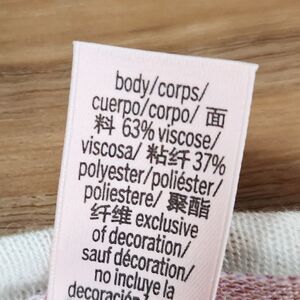 body/corps/
cuerpo/corpo/ 面
料 63% viscose/
viscosa/ 粘纤 37%
polyester/poliéster/
poliestere/ 聚酯
纤维 exclusive
of decoration/
sauf décoration/
no incluye la
decoración